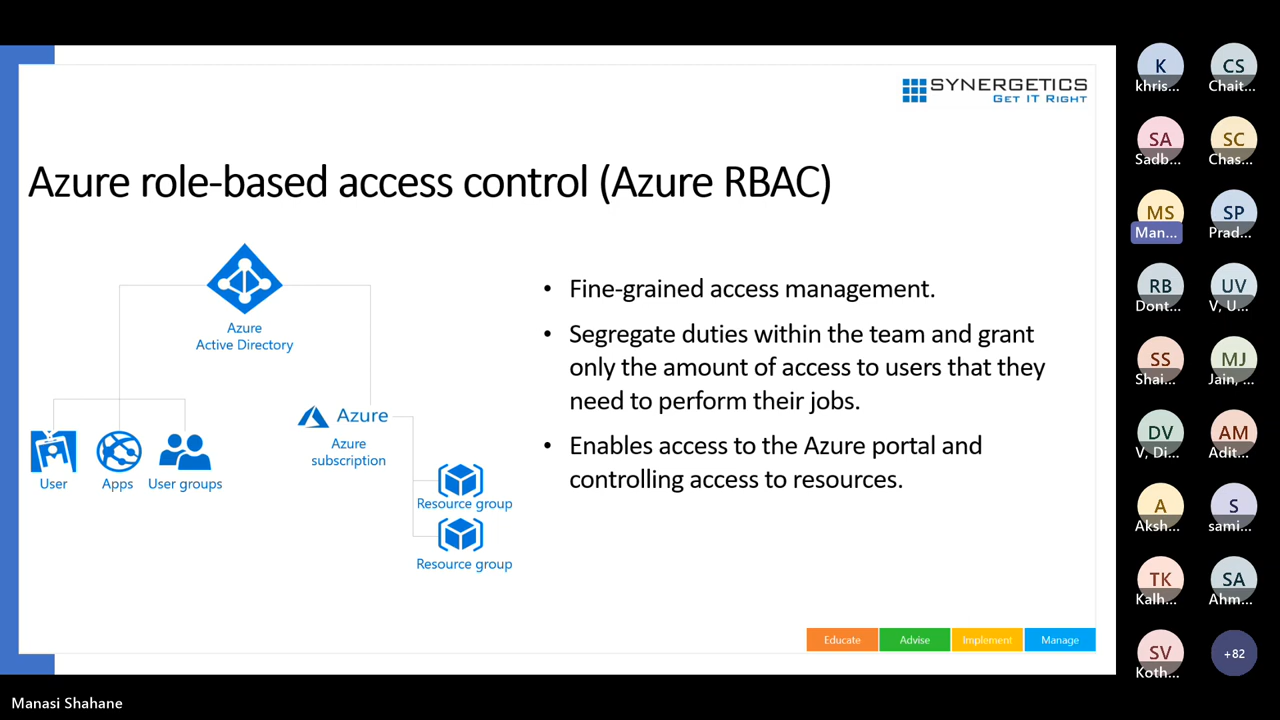 SYNERGETICS
GET IT RIGHT
Azure role-based access control (Azure RBAC)
Azure
Active Directory
User
Apps
User groups
Azure
Azure
subscription
Resource group
Resource group
• Fine-grained access management.
• Segregate duties within the team and grant
only the amount of access to users that they
need to perform their jobs.
• Enables access to the Azure portal and
controlling access to resources.
Educate
Advise
Implement
Manage
K
khris...
CS
Chait...
SA
Sadb...
SC
Chas...
MS
Man...
SP
Prad...
RB
Dont...
UV
V, U...
SS
Shai...
MJ
Jain, ...
DV
V, Di...
AM
Adit...
A
Aksh...
S
sami...
TK
Kalh...
SA
Ahm...
SV
Koth...
+82
Manasi Shahane